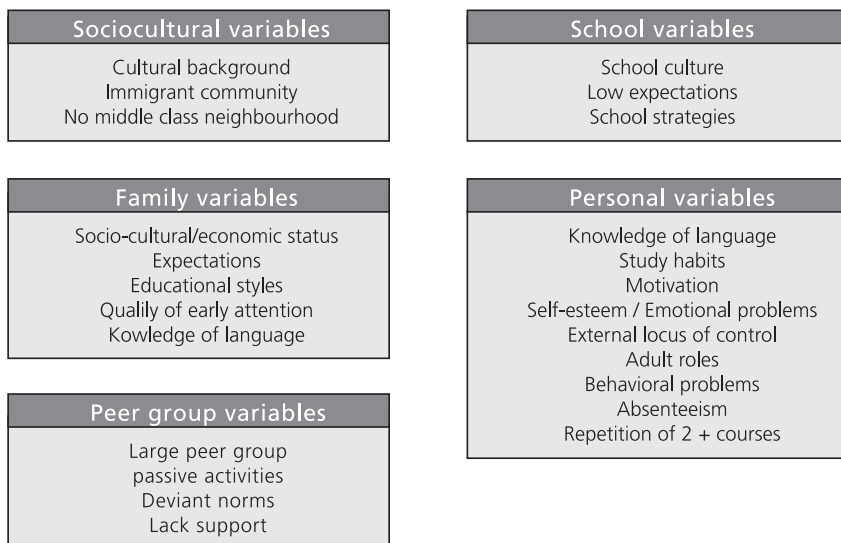 Sociocultural variables
Cultural background
Immigrant community
No middle class neighbourhood
Family variables
Socio-cultural/economic status
Expectations
Educational styles
Qualily of early attention
Kowledge of language
Peer group variables
Large peer group
passive activities
Deviant norms
Lack support
School variables
School culture
Low expectations
School strategies
Personal variables
Knowledge of language
Study habits
Motivation
Self-esteem / Emotional problems
External locus of control
Adult roles
Behavioral problems
Absenteeism
Repetition of 2 + courses